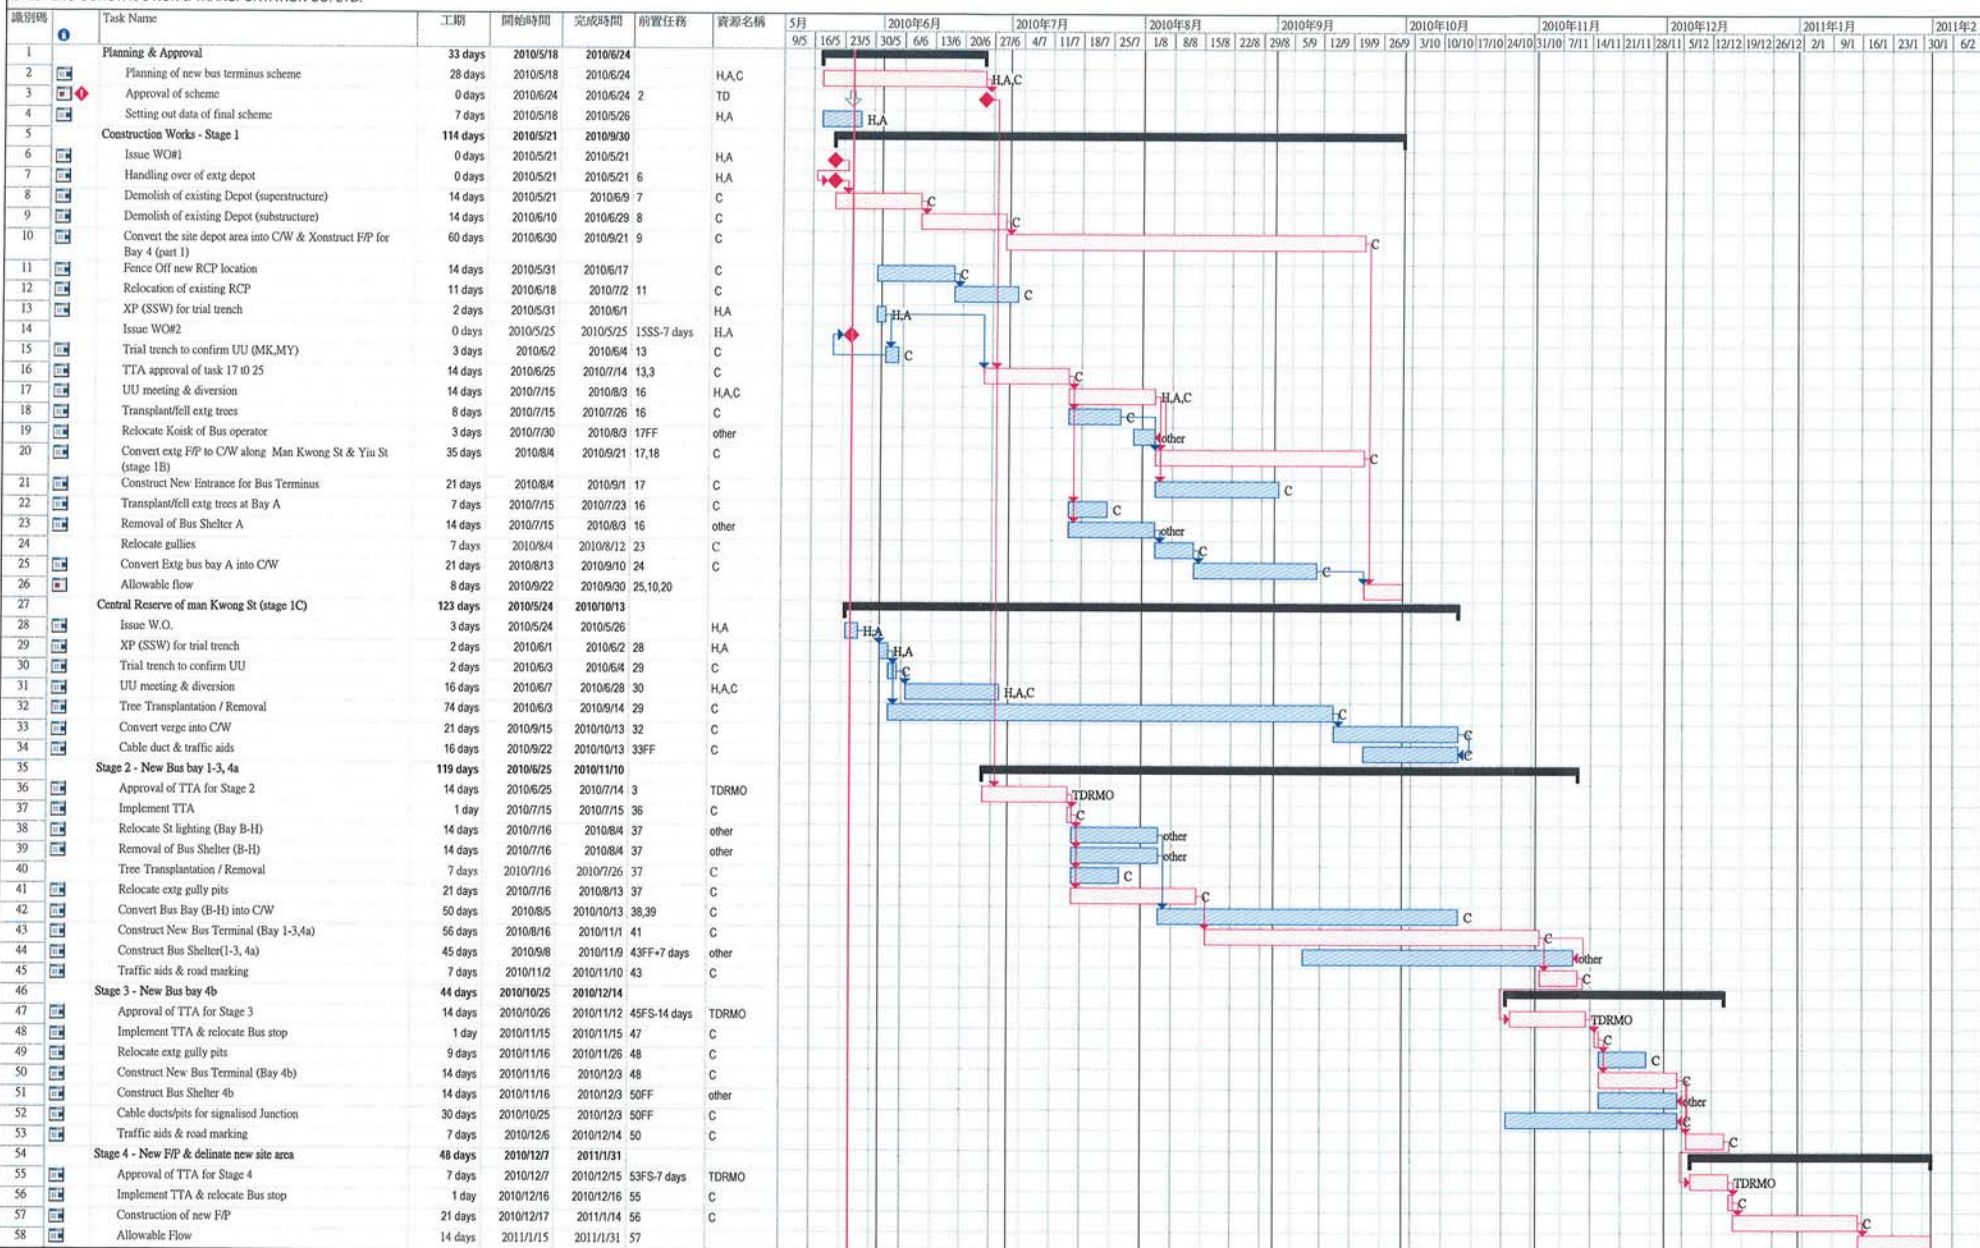 識別碼 Task Name 工期 開始時間 完成時間 前置任務 資源名稱
5月 2010年6月 2010年7月 2010年8月 2010年9月 2010年10月 2010年11月 2010年12月 2011年1月 2011年2
9/5 16/5 23/5 30/5 6/6 13/6 20/6 27/6 4/7 11/7 18/7 25/7 1/8 8/8 15/8 22/8 29/8 5/9 12/9 19/9 26/9 3/10 10/10 17/10 24/10 31/10 7/11 14/11 21/11 28/11 5/12 12/12 19/12 26/12 2/1 9/1 16/1 23/1 30/1 6/2
1 Planning & Approval 33 days 2010/5/18 2010/6/24
2 Planning of new bus terminus scheme 28 days 2010/5/18 2010/6/24 H,A,C H,A,C
3 Approval of scheme 0 days 2010/6/24 2010/6/24 2 TD
4 Setting out data of final scheme 7 days 2010/5/18 2010/5/26 H,A H,A
5 Construction Works - Stage 1 114 days 2010/5/21 2010/9/30
6 Issue WO#1 0 days 2010/5/21 2010/5/21 H,A
7 Handling over of extg depot 0 days 2010/5/21 2010/5/21 6 H,A
8 Demolish of existing Depot (superstructure) 14 days 2010/5/21 2010/6/9 7 C C
9 Demolish of existing Depot (substructure) 14 days 2010/6/10 2010/6/29 8 C C
10 Convert the site depot area into C/W & Xonstruct F/P for 60 days 2010/6/30 2010/9/21 9 C C
Bay 4 (part 1)
11 Fence Off new RCP location 14 days 2010/5/31 2010/6/17 C C
12 Relocation of existing RCP 11 days 2010/6/18 2010/7/2 11 C C
13 XP (SSW) for trial trench 2 days 2010/5/31 2010/6/1 H,A H,A
14 Issue WO#2 0 days 2010/5/25 2010/5/25 15SS-7 days H,A
15 Trial trench to confirm UU (MK,MY) 3 days 2010/6/2 2010/6/4 13 C C
16 TTA approval of task 17 t0 25 14 days 2010/6/25 2010/7/14 13,3 C C
17 UU meeting & diversion 14 days 2010/7/15 2010/8/3 16 H,A,C H,A,C
18 Transplant/fell extg trees 8 days 2010/7/15 2010/7/26 16 C C
19 Relocate Koisk of Bus operator 3 days 2010/7/30 2010/8/3 17FF other other
20 Convert extg F/P to C/W along Man Kwong St & Yiu St 35 days 2010/8/4 2010/9/21 17,18 C C
(stage 1B)
21 Construct New Entrance for Bus Terminus 21 days 2010/8/4 2010/9/1 17 C C
22 Transplant/fell extg trees at Bay A 7 days 2010/7/15 2010/7/23 16 C C
23 Removal of Bus Shelter A 14 days 2010/7/15 2010/8/3 16 other other
24 Relocate gullies 7 days 2010/8/4 2010/8/12 23 C C
25 Convert Extg bus bay A into C/W 21 days 2010/8/13 2010/9/10 24 C C
26 Allowable flow 8 days 2010/9/22 2010/9/30 25,10,20
27 Central Reserve of man Kwong St (stage 1C) 123 days 2010/5/24 2010/10/13
28 Issue W.O. 3 days 2010/5/24 2010/5/26 H,A H,A
29 XP (SSW) for trial trench 2 days 2010/6/1 2010/6/2 28 H,A H,A
30 Trial trench to confirm UU 2 days 2010/6/3 2010/6/4 29 C C
31 UU meeting & diversion 16 days 2010/6/7 2010/6/28 30 H,A,C H,A,C
32 Tree Transplantation / Removal 74 days 2010/6/3 2010/9/14 29 C C
33 Convert verge into C/W 21 days 2010/9/15 2010/10/13 32 C C
34 Cable duct & traffic aids 16 days 2010/9/22 2010/10/13 33FF C C
35 Stage 2 - New Bus bay 1-3, 4a 119 days 2010/6/25 2010/11/10
36 Approval of TTA for Stage 2 14 days 2010/6/25 2010/7/14 3 TDRMO TDRMO
37 Implement TTA 1 day 2010/7/15 2010/7/15 36 C C
38 Relocate St lighting (Bay B-H) 14 days 2010/7/16 2010/8/4 37 other other
39 Removal of Bus Shelter (B-H) 14 days 2010/7/16 2010/8/4 37 other other
40 Tree Transplantation / Removal 7 days 2010/7/16 2010/7/26 37 C C
41 Relocate extg gully pits 21 days 2010/7/16 2010/8/13 37 C C
42 Convert Bus Bay (B-H) into C/W 50 days 2010/8/5 2010/10/13 38,39 C C
43 Construct New Bus Terminal (Bay 1-3,4a) 56 days 2010/8/16 2010/11/1 41 C C
44 Construct Bus Shelter(1-3, 4a) 45 days 2010/9/8 2010/11/9 43FF+7 days other other
45 Traffic aids & road marking 7 days 2010/11/2 2010/11/10 43 C C
46 Stage 3 - New Bus bay 4b 44 days 2010/10/25 2010/12/14
47 Approval of TTA for Stage 3 14 days 2010/10/26 2010/11/12 45FS-14 days TDRMO TDRMO
48 Implement TTA & relocate Bus stop 1 day 2010/11/15 2010/11/15 47 C C
49 Relocate extg gully pits 9 days 2010/11/16 2010/11/26 48 C C
50 Construct New Bus Terminal (Bay 4b) 14 days 2010/11/16 2010/12/3 48 C C
51 Construct Bus Shelter 4b 14 days 2010/11/16 2010/12/3 50FF other other
52 Cable ducts/pits for signalised Junction 30 days 2010/10/25 2010/12/3 50FF C C
53 Traffic aids & road marking 7 days 2010/12/6 2010/12/14 50 C C
54 Stage 4 - New F/P & delinate new site area 48 days 2010/12/7 2011/1/31
55 Approval of TTA for Stage 4 7 days 2010/12/7 2010/12/15 53FS-7 days TDRMO TDRMO
56 Implement TTA & relocate Bus stop 1 day 2010/12/16 2010/12/16 55 C C
57 Construction of new F/P 21 days 2010/12/17 2011/1/14 56 C C
58 Allowable Flow 14 days 2011/1/15 2011/1/31 57